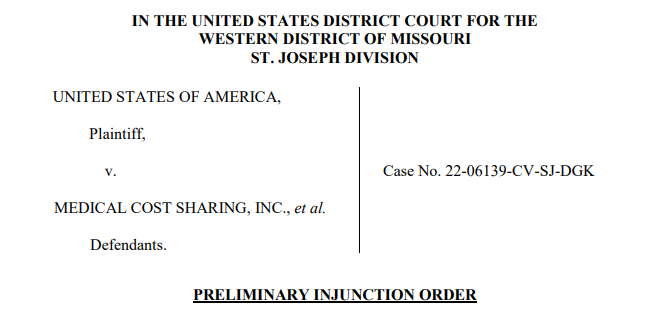 IN THE UNITED STATES DISTRICT COURT FOR THE
WESTERN DISTRICT OF MISSOURI
ST. JOSEPH DIVISION
UNITED STATES OF AMERICA,
Plaintiff,
v.
MEDICAL COST SHARING, INC., et al.
Defendants.
Case No. 22-06139-CV-SJ-DGK
PRELIMINARY INJUNCTION ORDER